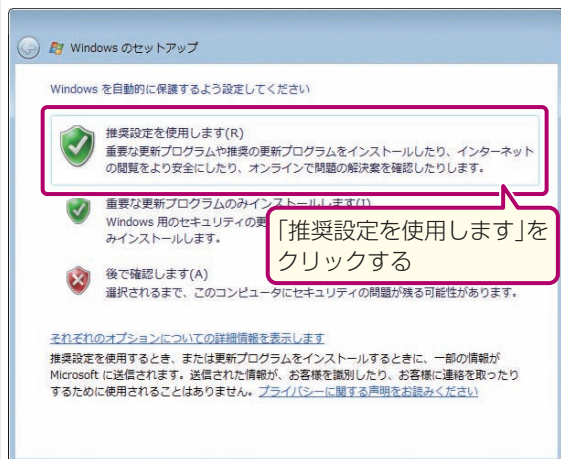 Windows のセットアップ
Windows を自動的に保護するよう設定してください
推奨設定を使用します(R)
重要な更新プログラムや推奨の更新プログラムをインストールしたり、インターネット
の閲覧をより安全にしたり、オンラインで問題の解決案を確認したりします。
重要な更新プログラムのみインストールします(I)
Windows 用のセキュリティの更
みインストールします。
「推奨設定を使用します」を
クリックする
後で確認します(A)
選択されるまで、このコンピュータにセキュリティの問題が残る可能性があります。
それぞれのオプションについての詳細情報を表示します
推奨設定を使用するとき、または更新プログラムをインストールするときに、一部の情報が
Microsoft に送信されます。送信された情報が、お客様を識別したり、お客様に連絡を取ったり
するために使用されることはありません。プライバシーに関する声明をお読みください